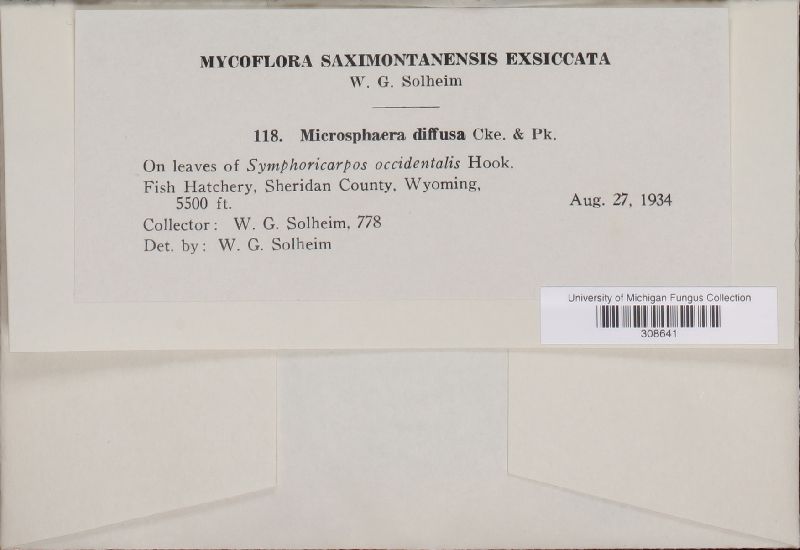 MYCOFLORA SAXIMONTANENSIS EXSICCATA
W. G. Solheim
118. Microsphaera diffusa Cke. & Pk.
On leaves of Symphoricarpos occidentalis Hook.
Fish Hatchery, Sheridan County, Wyoming,
5500 ft.
Aug. 27, 1934
Collector: W. G. Solheim, 778
Det. by: W. G. Solheim
University of Michigan Fungus Collection
308641